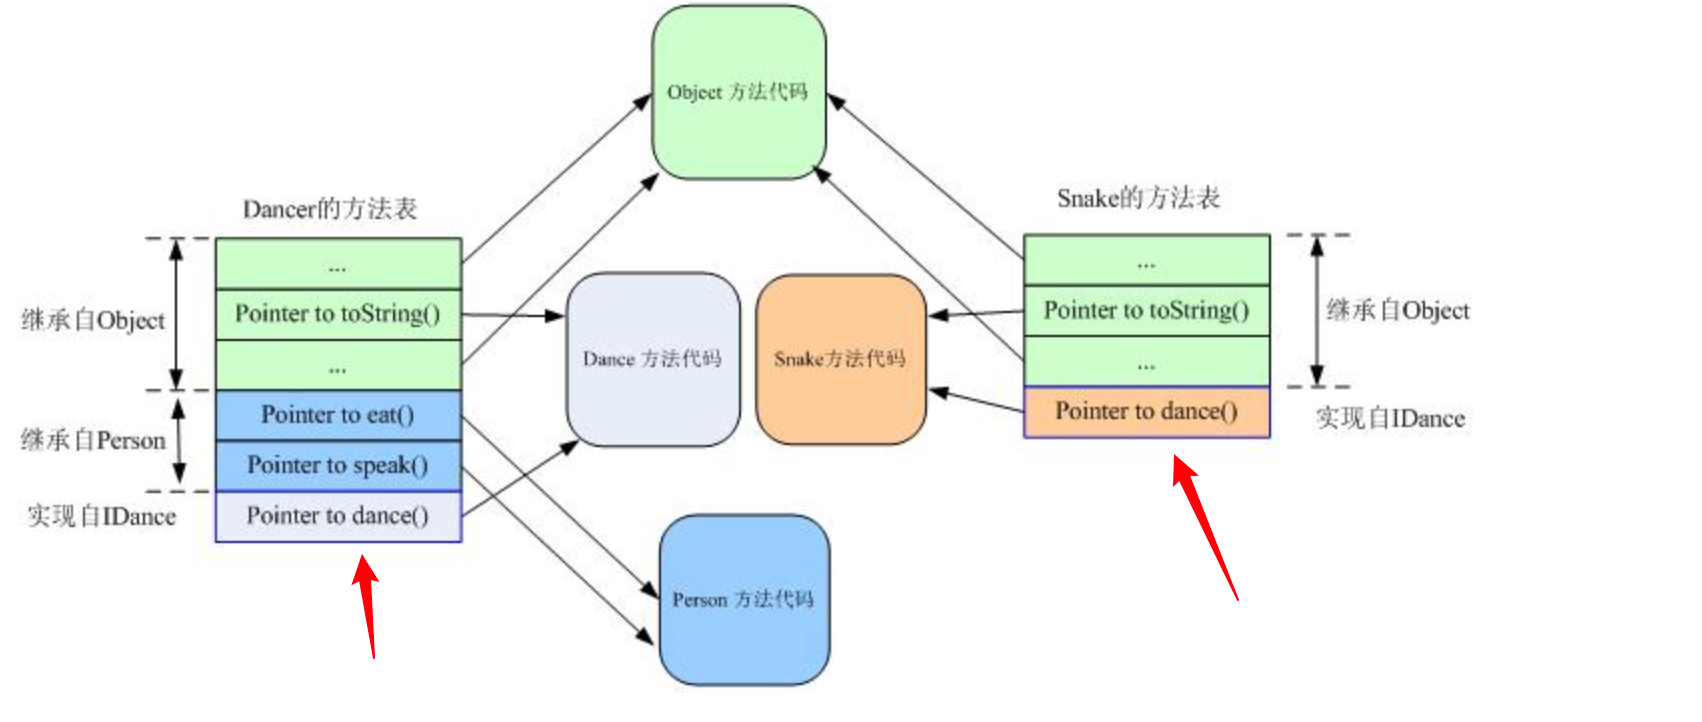 Object 方法代码
Dancer的方法表
...
Pointer to toString()
...
Pointer to eat()
Pointer to speak()
Pointer to dance()
继承自Object
继承自Person
实现自IDance
Dance 方法代码
Snake方法代码
Person 方法代码
Snake的方法表
...
Pointer to toString()
...
Pointer to dance()
继承自Object
实现自IDance